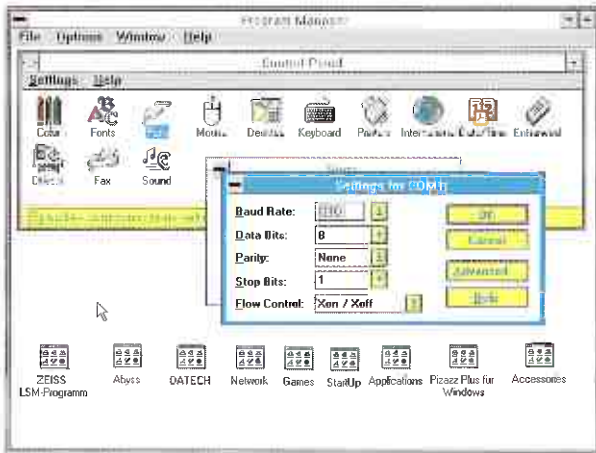 Program Manager
File Options Window Help
Control Panel
Settings Help
Color Fonts Ports Mouse Desktop Keyboard Printers International Date/Time Enhanced
Drivers Fax Sound
Settings for COM1:
Baud Rate:
Data Bits: 8
Parity: None
Stop Bits: 1
Flow Control: Xon / Xoff
OK
Cancel
Advanced...
Help
ZEISS LSM-Programm
Abyss
DATECH
Network
Games
StartUp
Applications
Pizazz Plus für Windows
Accessories